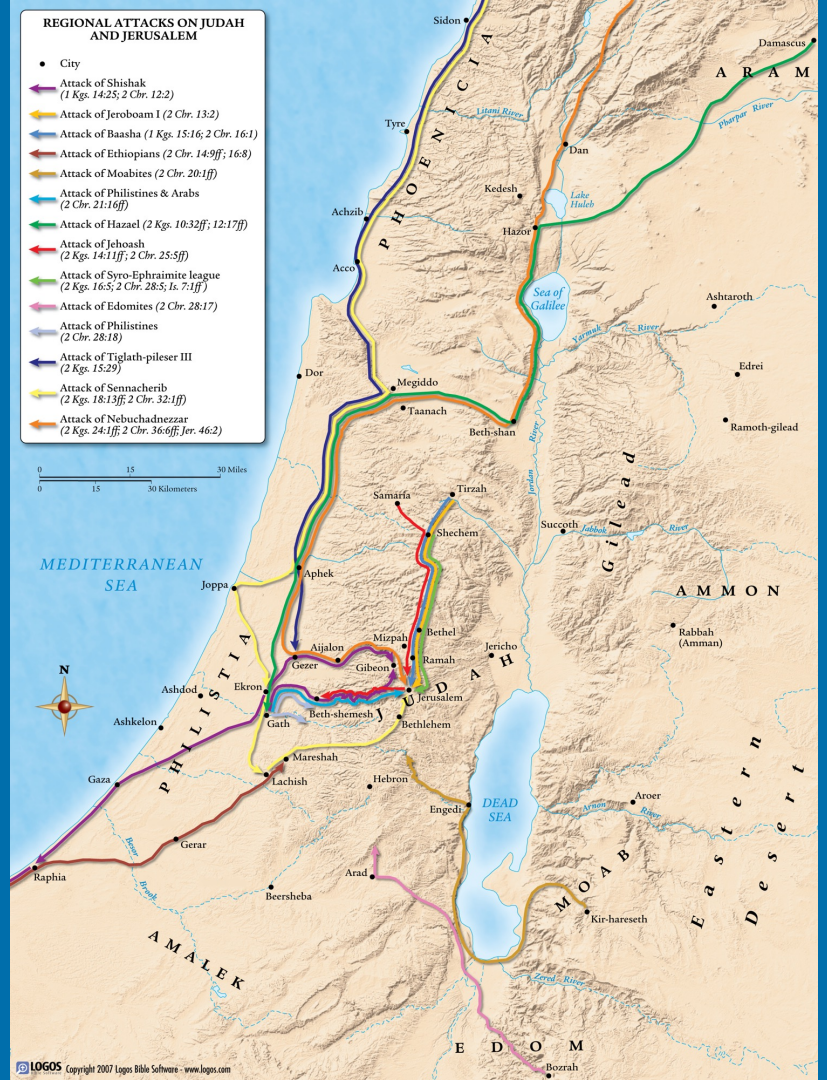 REGIONAL ATTACKS ON JUDAH
AND JERUSALEM
City
Attack of Shishak
(1 Kgs. 14:25; 2 Chr. 12:2)
Attack of Jeroboam I (2 Chr. 13:2)
Attack of Baasha (1 Kgs. 15:16; 2 Chr. 16:1)
Attack of Ethiopians (2 Chr. 14:9ff; 16:8)
Attack of Moabites (2 Chr. 20:1ff)
Attack of Philistines & Arabs
(2 Chr. 21:16ff)
Attack of Hazael (2 Kgs. 10:32ff; 12:17ff)
Attack of Jehoash
(2 Kgs. 14:11ff; 2 Chr. 25:5ff)
Attack of Syro-Ephraimite league
(2 Kgs. 16:5; 2 Chr. 28:5; Is. 7:1ff)
Attack of Edomites (2 Chr. 28:17)
Attack of Philistines
(2 Chr. 28:18)
Attack of Tiglath-pileser III
(2 Kgs. 15:29)
Attack of Sennacherib
(2 Kgs. 18:13ff; 2 Chr. 32:1ff)
Attack of Nebuchadnezzar
(2 Kgs. 24:1ff; 2 Chr. 36:6ff; Jer. 46:2)
0 15 30 Miles
0 15 30 Kilometers
Sidon
Damascus
ARAM
PHOENICIA
Litani River
Pharpar River
Tyre
Dan
Kedesh
Lake
Huleh
Achzib
Hazor
Acco
Sea of
Galilee
Ashtaroth
Yarmuk River
Dor
Megiddo
Edrei
Taanach
Beth-shan
Ramoth-gilead
Jordan River
Gilead
Samaria
Tirzah
Shechem
Succoth
Jabbok River
MEDITERRANEAN
SEA
Aphek
Joppa
AMMON
Rabbah
(Amman)
Bethel
Mizpah
Aijalon
Jericho
Gezer
Gibeon
Ramah
JUDAH
PHILISTIA
N
Ashdod
Ekron
Jerusalem
Beth-shemesh
Gath
Bethlehem
Ashkelon
Mareshah
Lachish
Hebron
Gaza
Engedi
DEAD
SEA
Aroer
Arnon River
Eastern
Desert
Gerar
Besor
Brook
Raphia
Arad
Beersheba
MOAB
Kir-hareseth
AMALEK
Zered River
EDOM
Bozrah
LOGOS
Copyright 2007 Logos Bible Software - www.logos.com